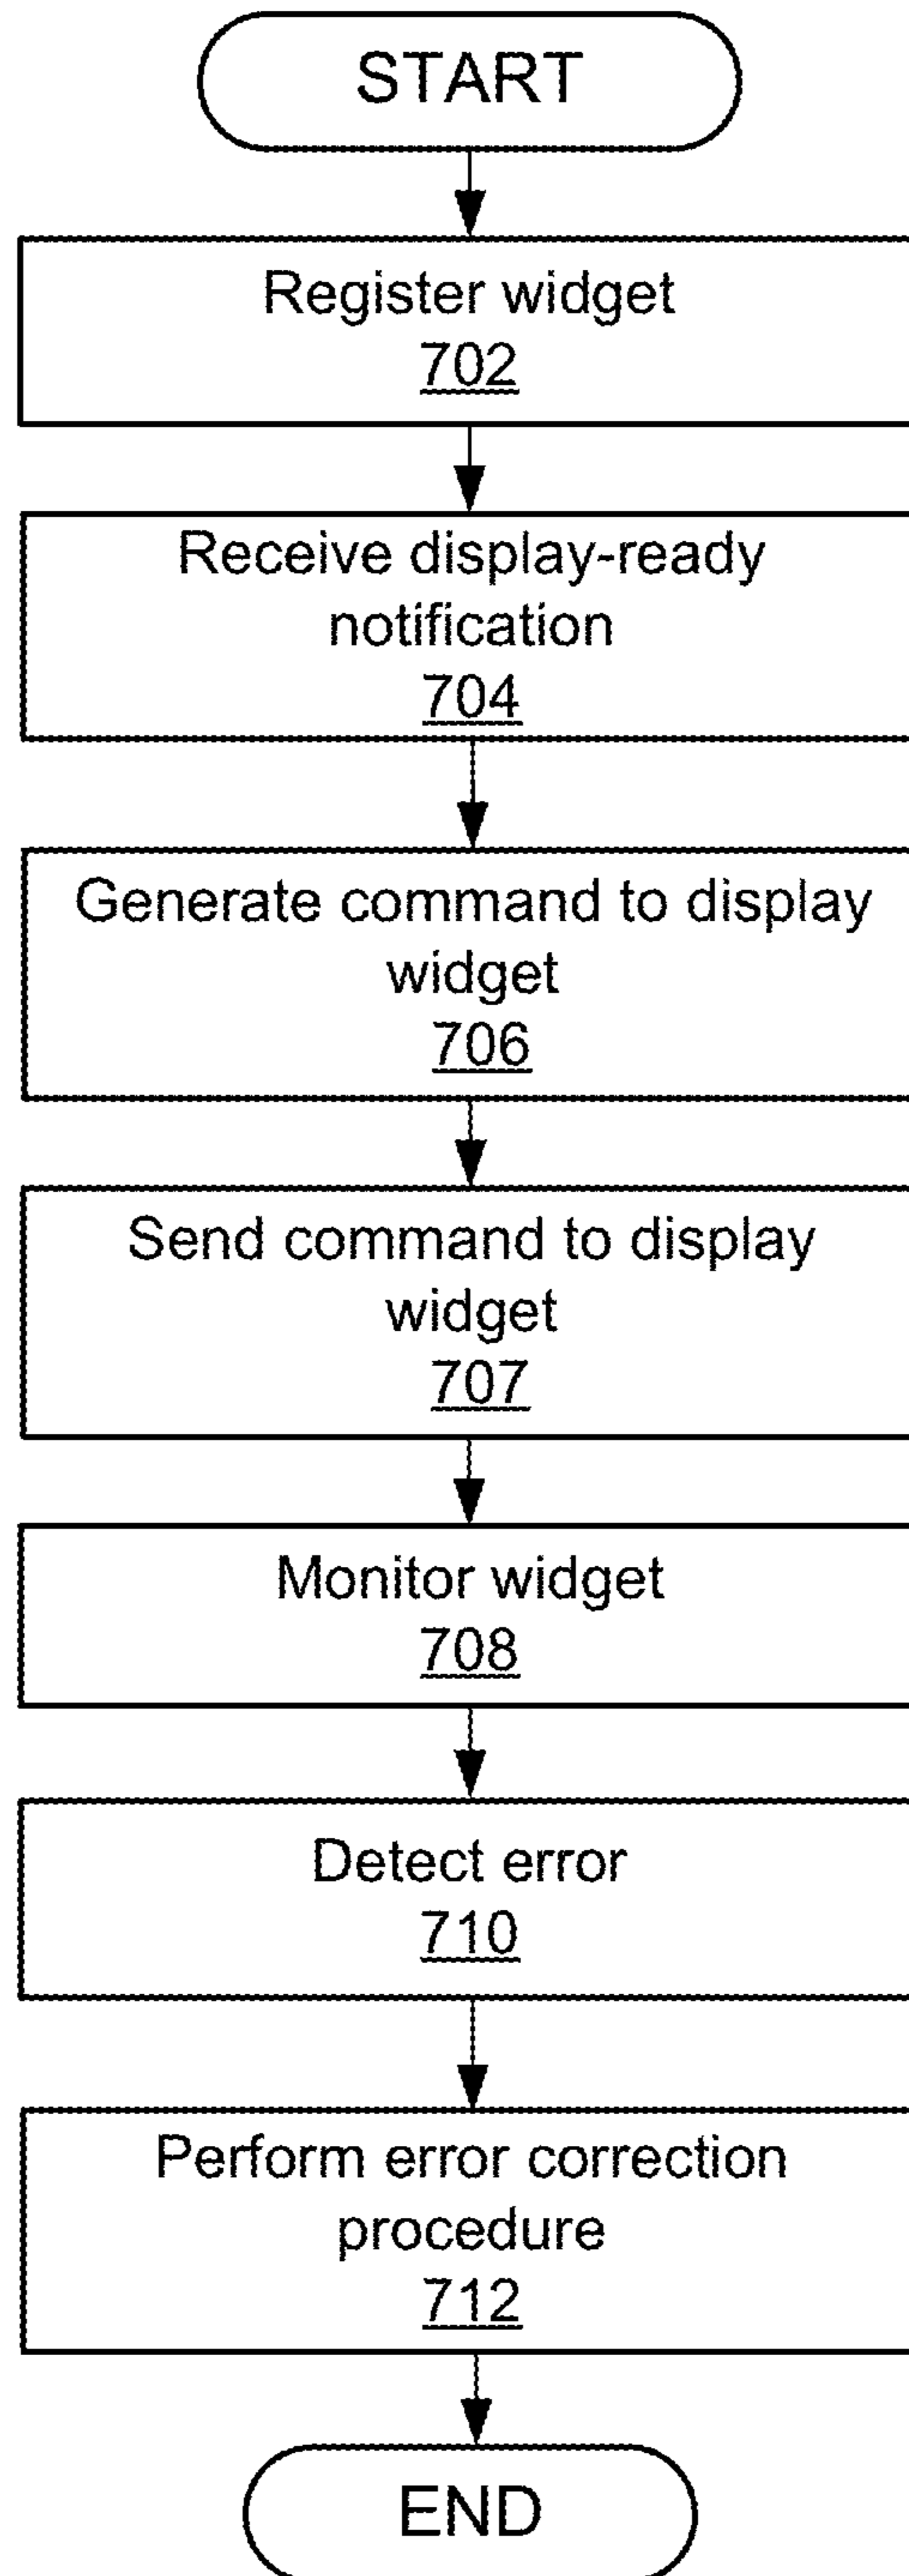 START
Register widget
702
Receive display-ready
notification
704
Generate command to display
widget
706
Send command to display
widget
707
Monitor widget
708
Detect error
710
Perform error correction
procedure
712
END